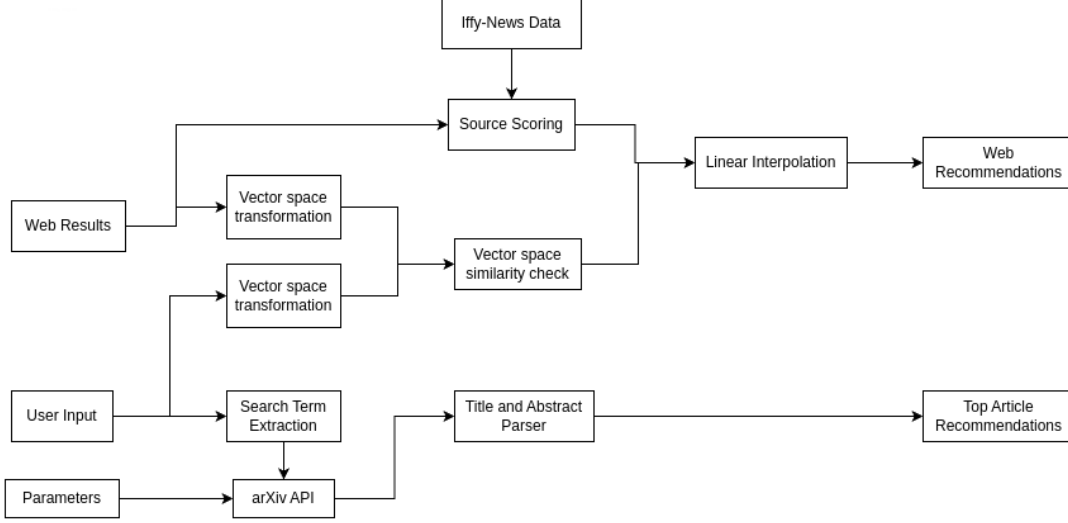 Iffy-News Data
Source Scoring
Linear Interpolation
Web
Recommendations
Vector space
transformation
Web Results
Vector space
similarity check
Vector space
transformation
User Input
Search Term
Extraction
Title and Abstract
Parser
Top Article
Recommendations
Parameters
arXiv API